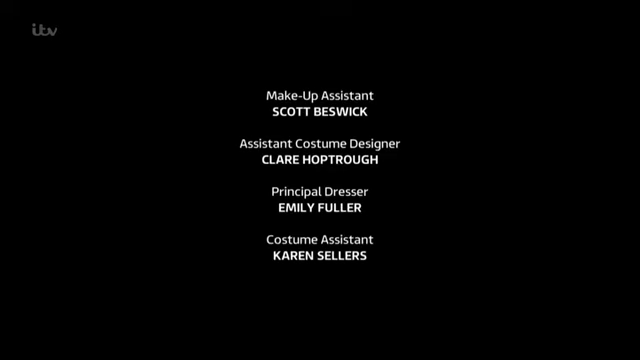 itv
Make-Up Assistant
SCOTT BESWICK
Assistant Costume Designer
CLARE HOPTROUGH
Principal Dresser
EMILY FULLER
Costume Assistant
KAREN SELLERS